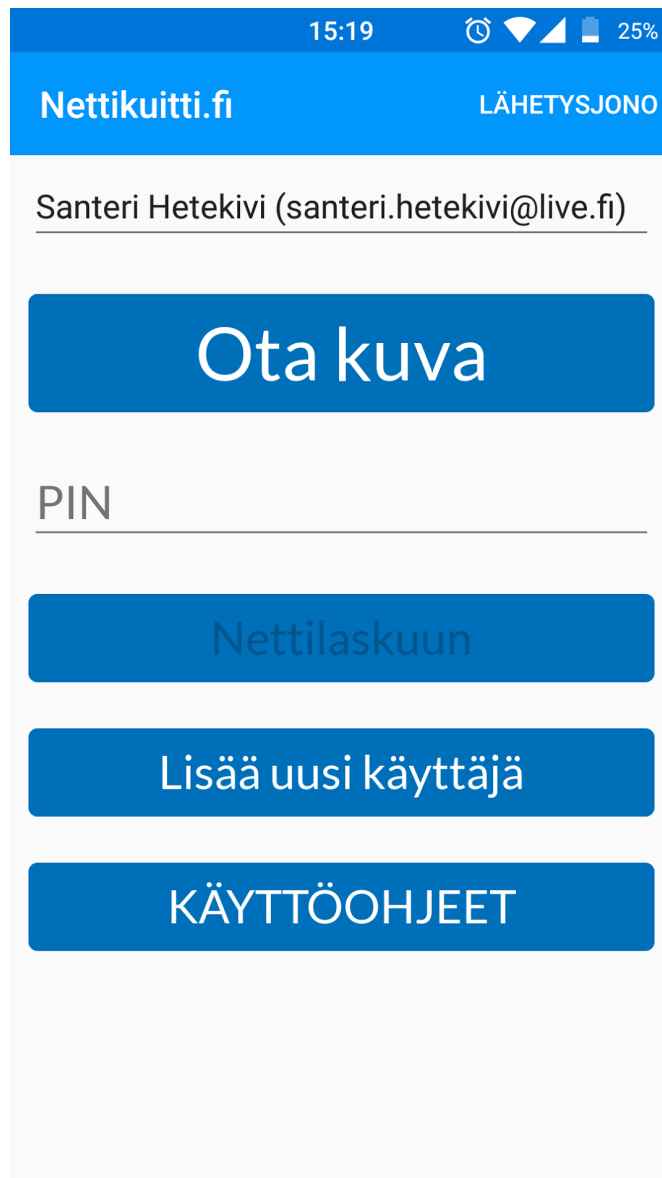 15:19 25%
Nettikuitti.fi LÄHETYSJONO
Santeri Hetekivi (santeri.hetekivi@live.fi)
Ota kuva
PIN
Nettilaskuun
Lisää uusi käyttäjä
KÄYTTÖOHJEET